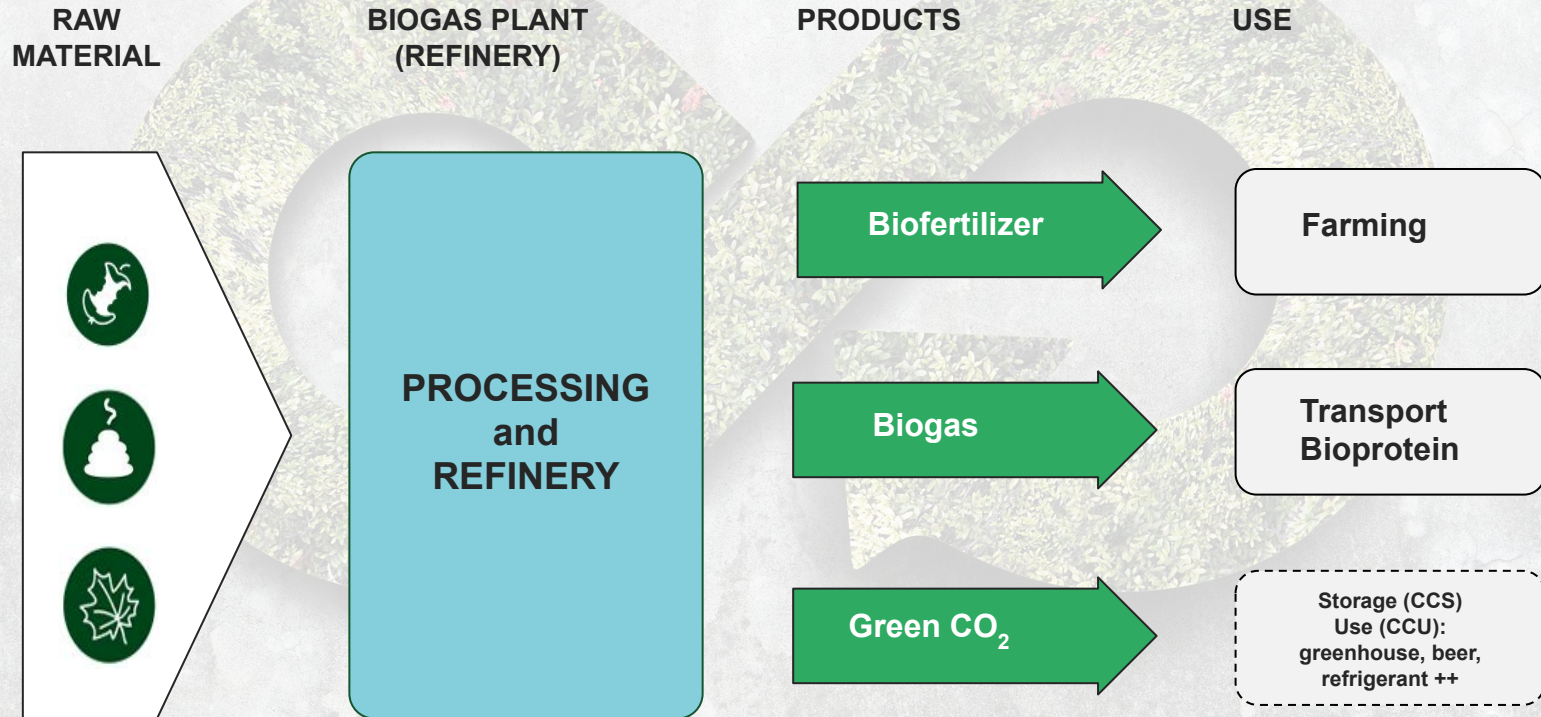 RAW
MATERIAL
BIOGAS PLANT
(REFINERY)
PRODUCTS
USE
PROCESSING
and
REFINERY
Biofertilizer
Farming
Biogas
Transport
Bioprotein
Green CO₂
Storage (CCS)
Use (CCU):
greenhouse, beer,
refrigerant ++